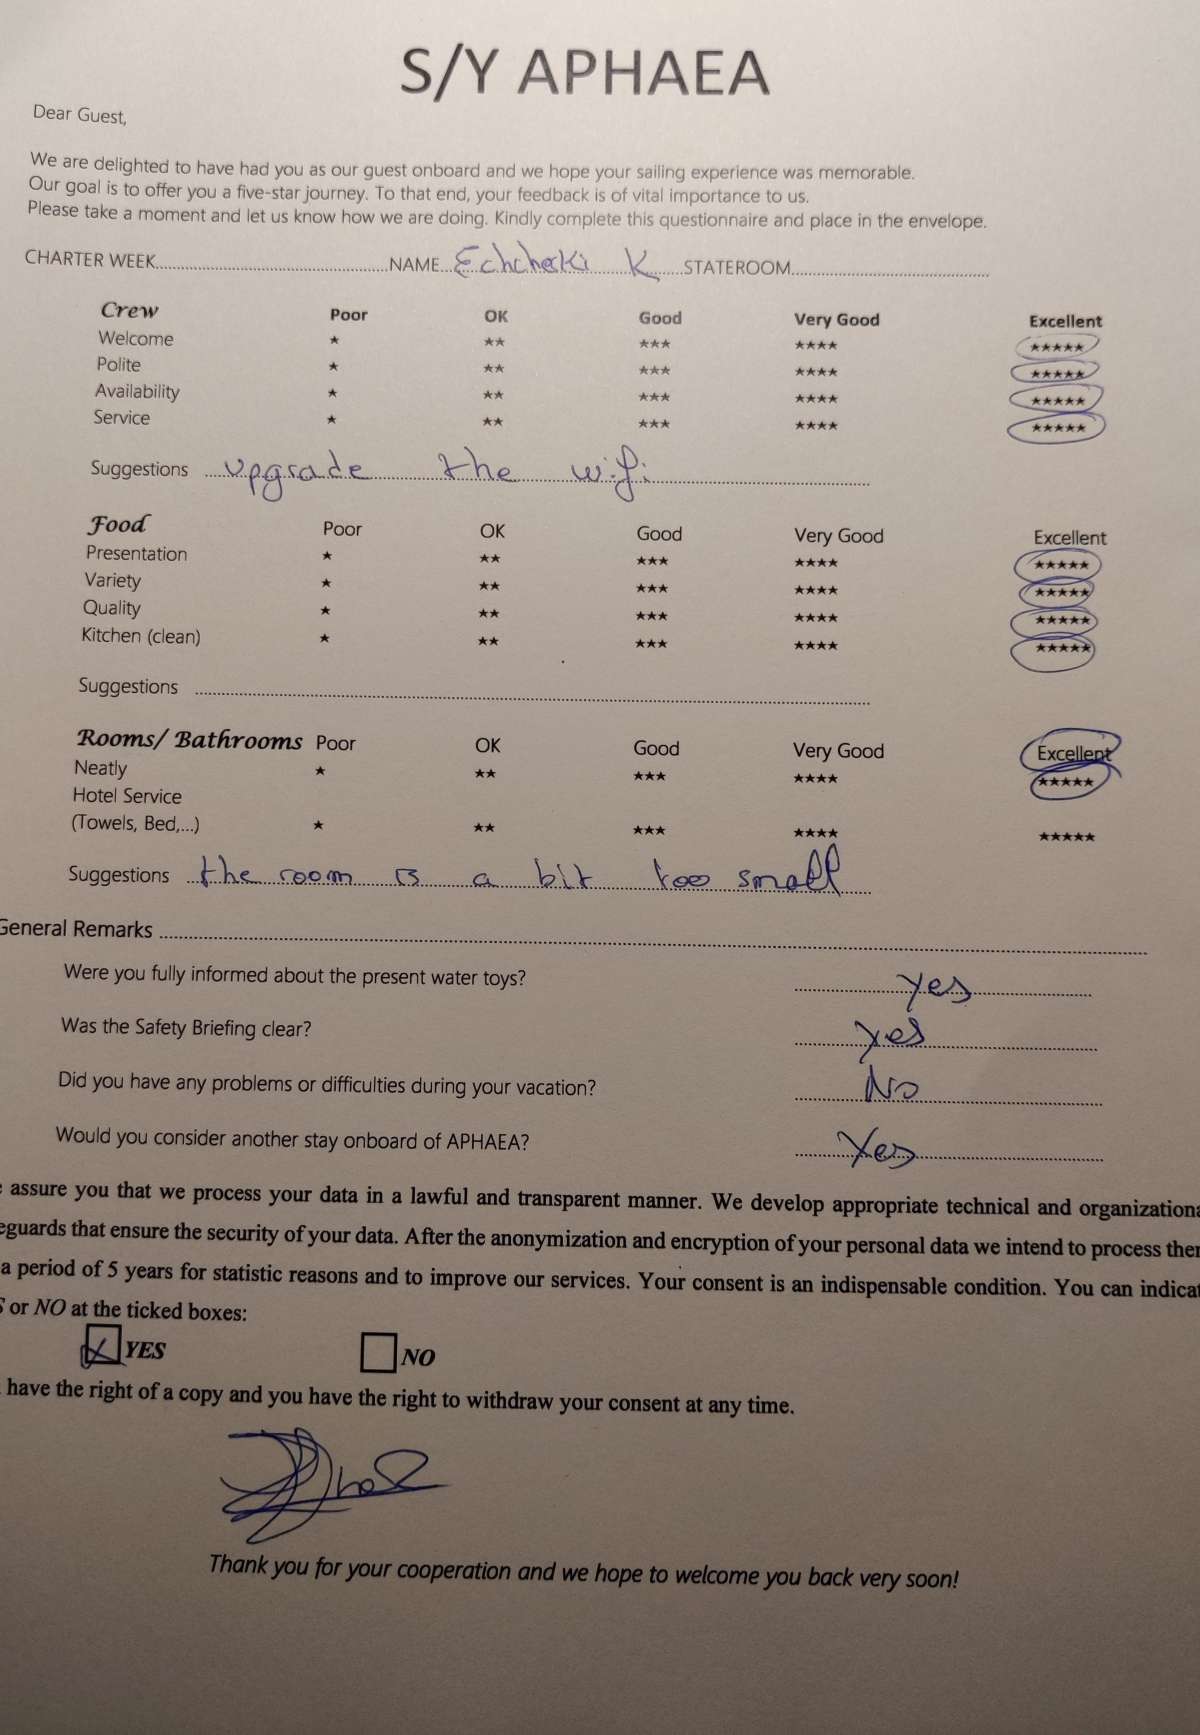 S/Y APHAEA
Dear Guest,
We are delighted to have had you as our guest onboard and we hope your sailing experience was memorable.
Our goal is to offer you a five-star journey. To that end, your feedback is of vital importance to us.
Please take a moment and let us know how we are doing. Kindly complete this questionnaire and place in the envelope.
CHARTER WEEK NAME Echcherki K STATEROOM
Crew Poor OK Good Very Good Excellent
Welcome ★ ★★ ★★★ ★★★★ ★★★★★
Polite ★ ★★ ★★★ ★★★★ ★★★★★
Availability ★ ★★ ★★★ ★★★★ ★★★★★
Service ★ ★★ ★★★ ★★★★ ★★★★★
Suggestions upgrade the wifi
Food Poor OK Good Very Good Excellent
Presentation ★ ★★ ★★★ ★★★★ ★★★★★
Variety ★ ★★ ★★★ ★★★★ ★★★★★
Quality ★ ★★ ★★★ ★★★★ ★★★★★
Kitchen (clean) ★ ★★ ★★★ ★★★★ ★★★★★
Suggestions
Rooms/ Bathrooms Poor OK Good Very Good Excellent
Neatly ★ ★★ ★★★ ★★★★ ★★★★★
Hotel Service
(Towels, Bed,...) ★ ★★ ★★★ ★★★★ ★★★★★
Suggestions the room is a bit too small
General Remarks
Were you fully informed about the present water toys? yes
Was the Safety Briefing clear? yes
Did you have any problems or difficulties during your vacation? No
Would you consider another stay onboard of APHAEA? Yes
assure you that we process your data in a lawful and transparent manner. We develop appropriate technical and organizationa
eguards that ensure the security of your data. After the anonymization and encryption of your personal data we intend to process ther
a period of 5 years for statistic reasons and to improve our services. Your consent is an indispensable condition. You can indicat
S or NO at the ticked boxes:
YES NO
have the right of a copy and you have the right to withdraw your consent at any time.
Thank you for your cooperation and we hope to welcome you back very soon!